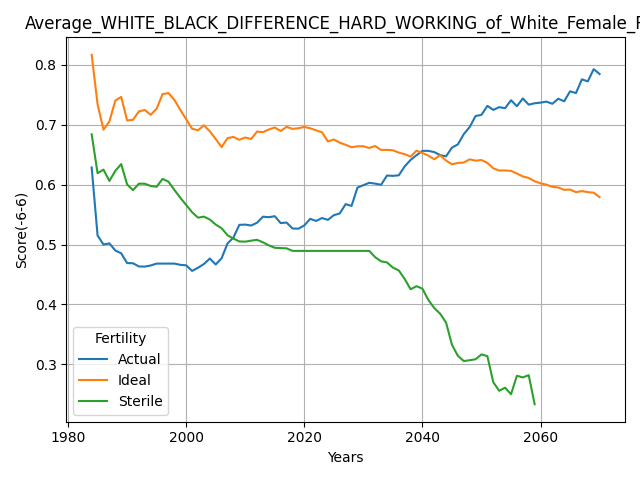 Average_WHITE_BLACK_DIFFERENCE_HARD_WORKING_of_White_Female_
Score(-6-6)
0.8
0.7
0.6
0.5
0.4
0.3
Fertility
Actual
Ideal
Sterile
1980 2000 2020 2040 2060
Years